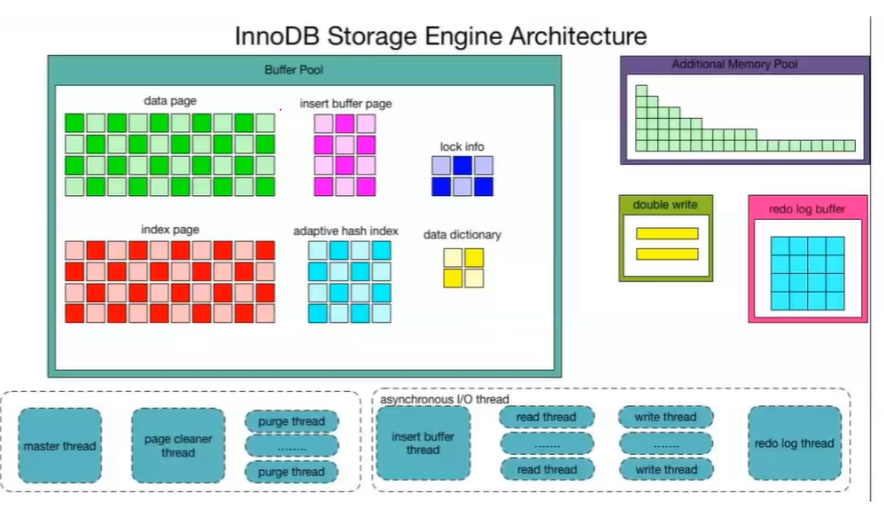 InnoDB Storage Engine Architecture
Buffer Pool
Additional Memory Pool
data page
insert buffer page
lock info
double write
redo log buffer
index page
adaptive hash index
data dictionary
asynchronous I/O thread
master thread
page cleaner
thread
purge thread
........
purge thread
insert buffer
thread
read thread
.......
read thread
write thread
.......
write thread
redo log thread